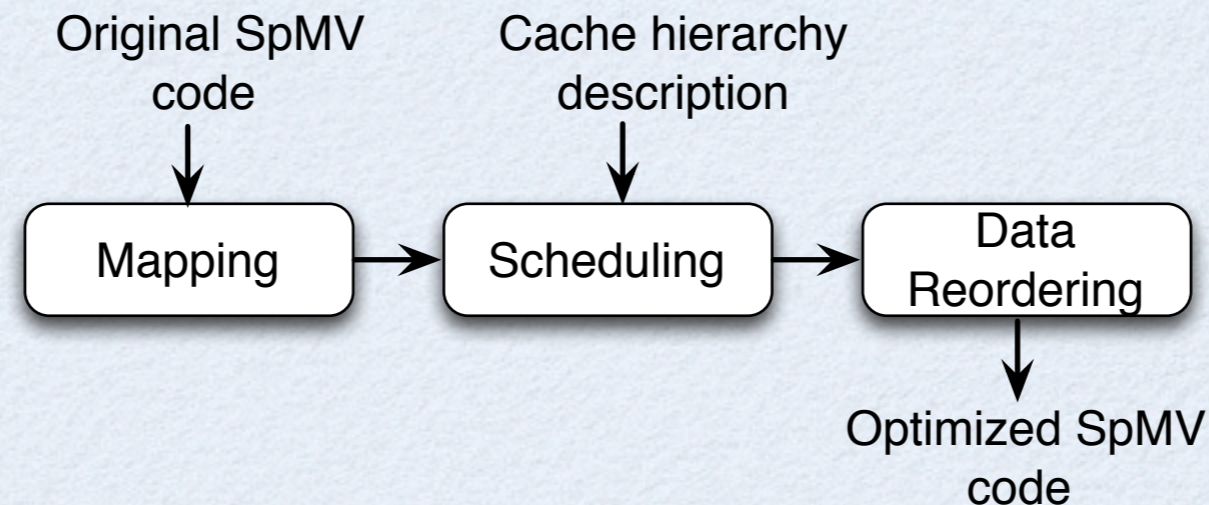 Original SpMV
code
Cache hierarchy
description
Mapping
Scheduling
Data
Reordering
Optimized SpMV
code